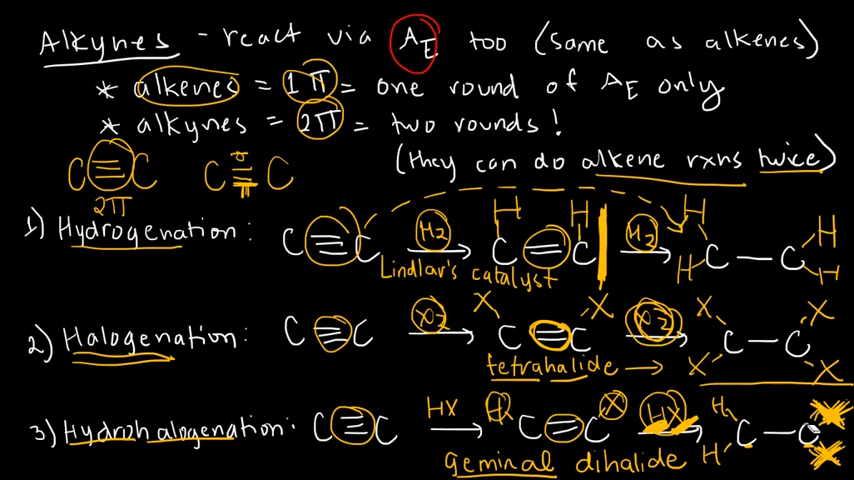 Alkynes - react via AE too (same as alkenes)
* alkenes = 1 π = one round of AE only
* alkynes = 2π = two rounds!
(they can do alkene rxns twice)
C≡C C≡C σ π
2π
1) Hydrogenation: C≡C H2 → H H C=C H2 → H H C—C H H
Lindlar's catalyst
2) Halogenation: C≡C X2 → X X C=C X2 → X X C—C X X
tetrahalide →
3) Hydrohalogenation: C≡C HX → H C=C X HX → H H C—C X X
geminal dihalide